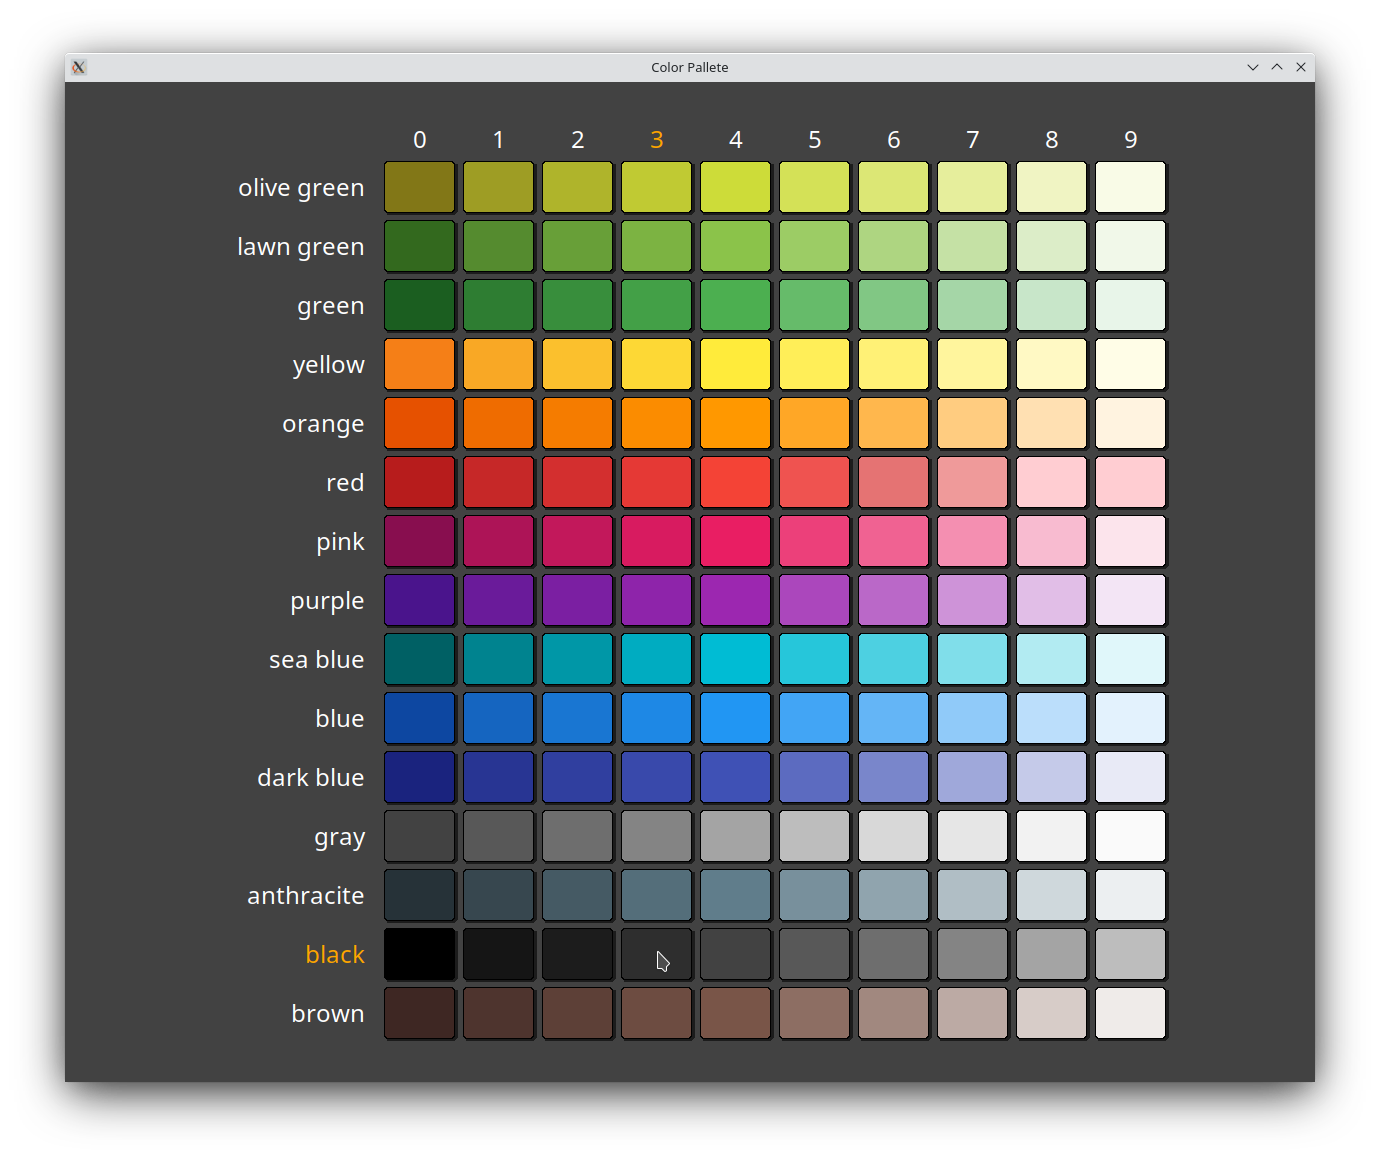 Color Pallete
0 1 2 3 4 5 6 7 8 9
olive green
lawn green
green
yellow
orange
red
pink
purple
sea blue
blue
dark blue
gray
anthracite
black
brown